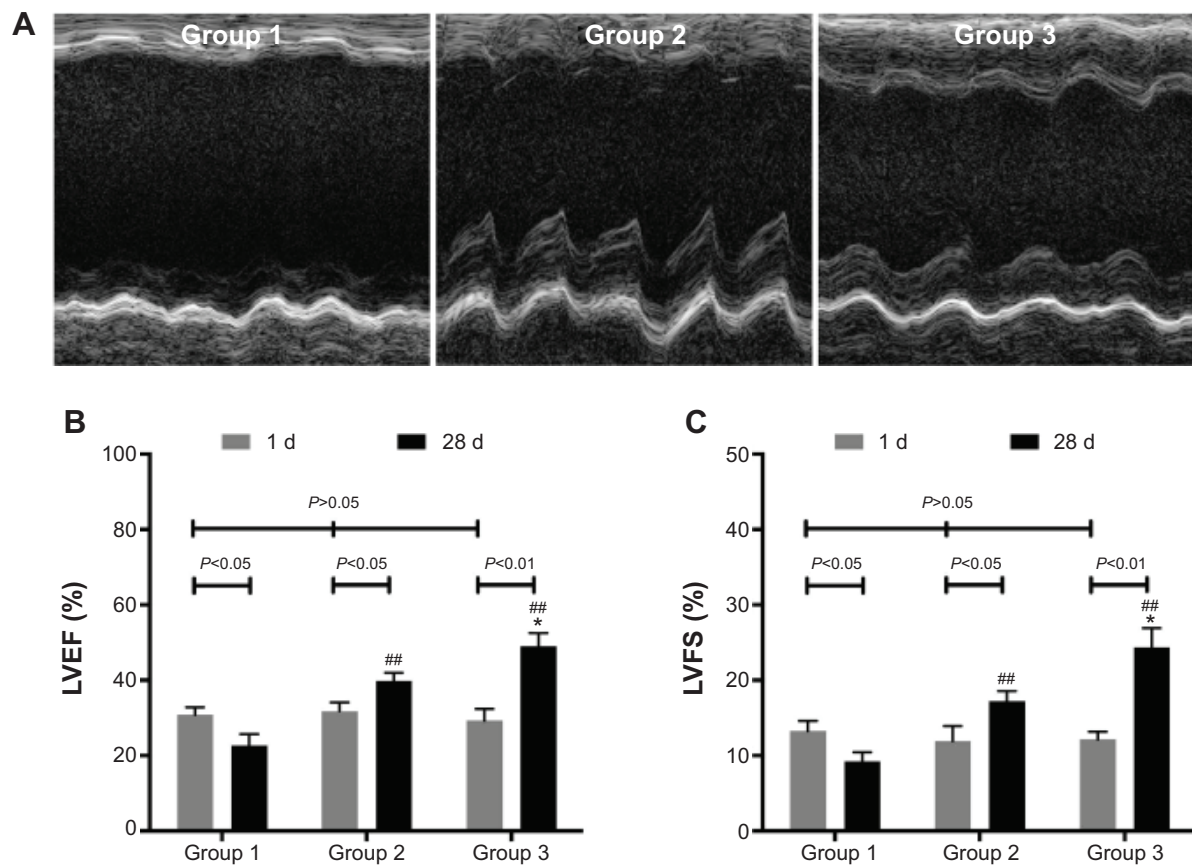 A
Group 1
Group 2
Group 3
B
1 d
28 d
LVEF (%)
100
80
60
40
20
0
P>0.05
P<0.05
P<0.05
P<0.01
##
##
*
Group 1
Group 2
Group 3
C
1 d
28 d
LVFS (%)
50
40
30
20
10
0
P>0.05
P<0.05
P<0.05
P<0.01
##
##
*
Group 1
Group 2
Group 3